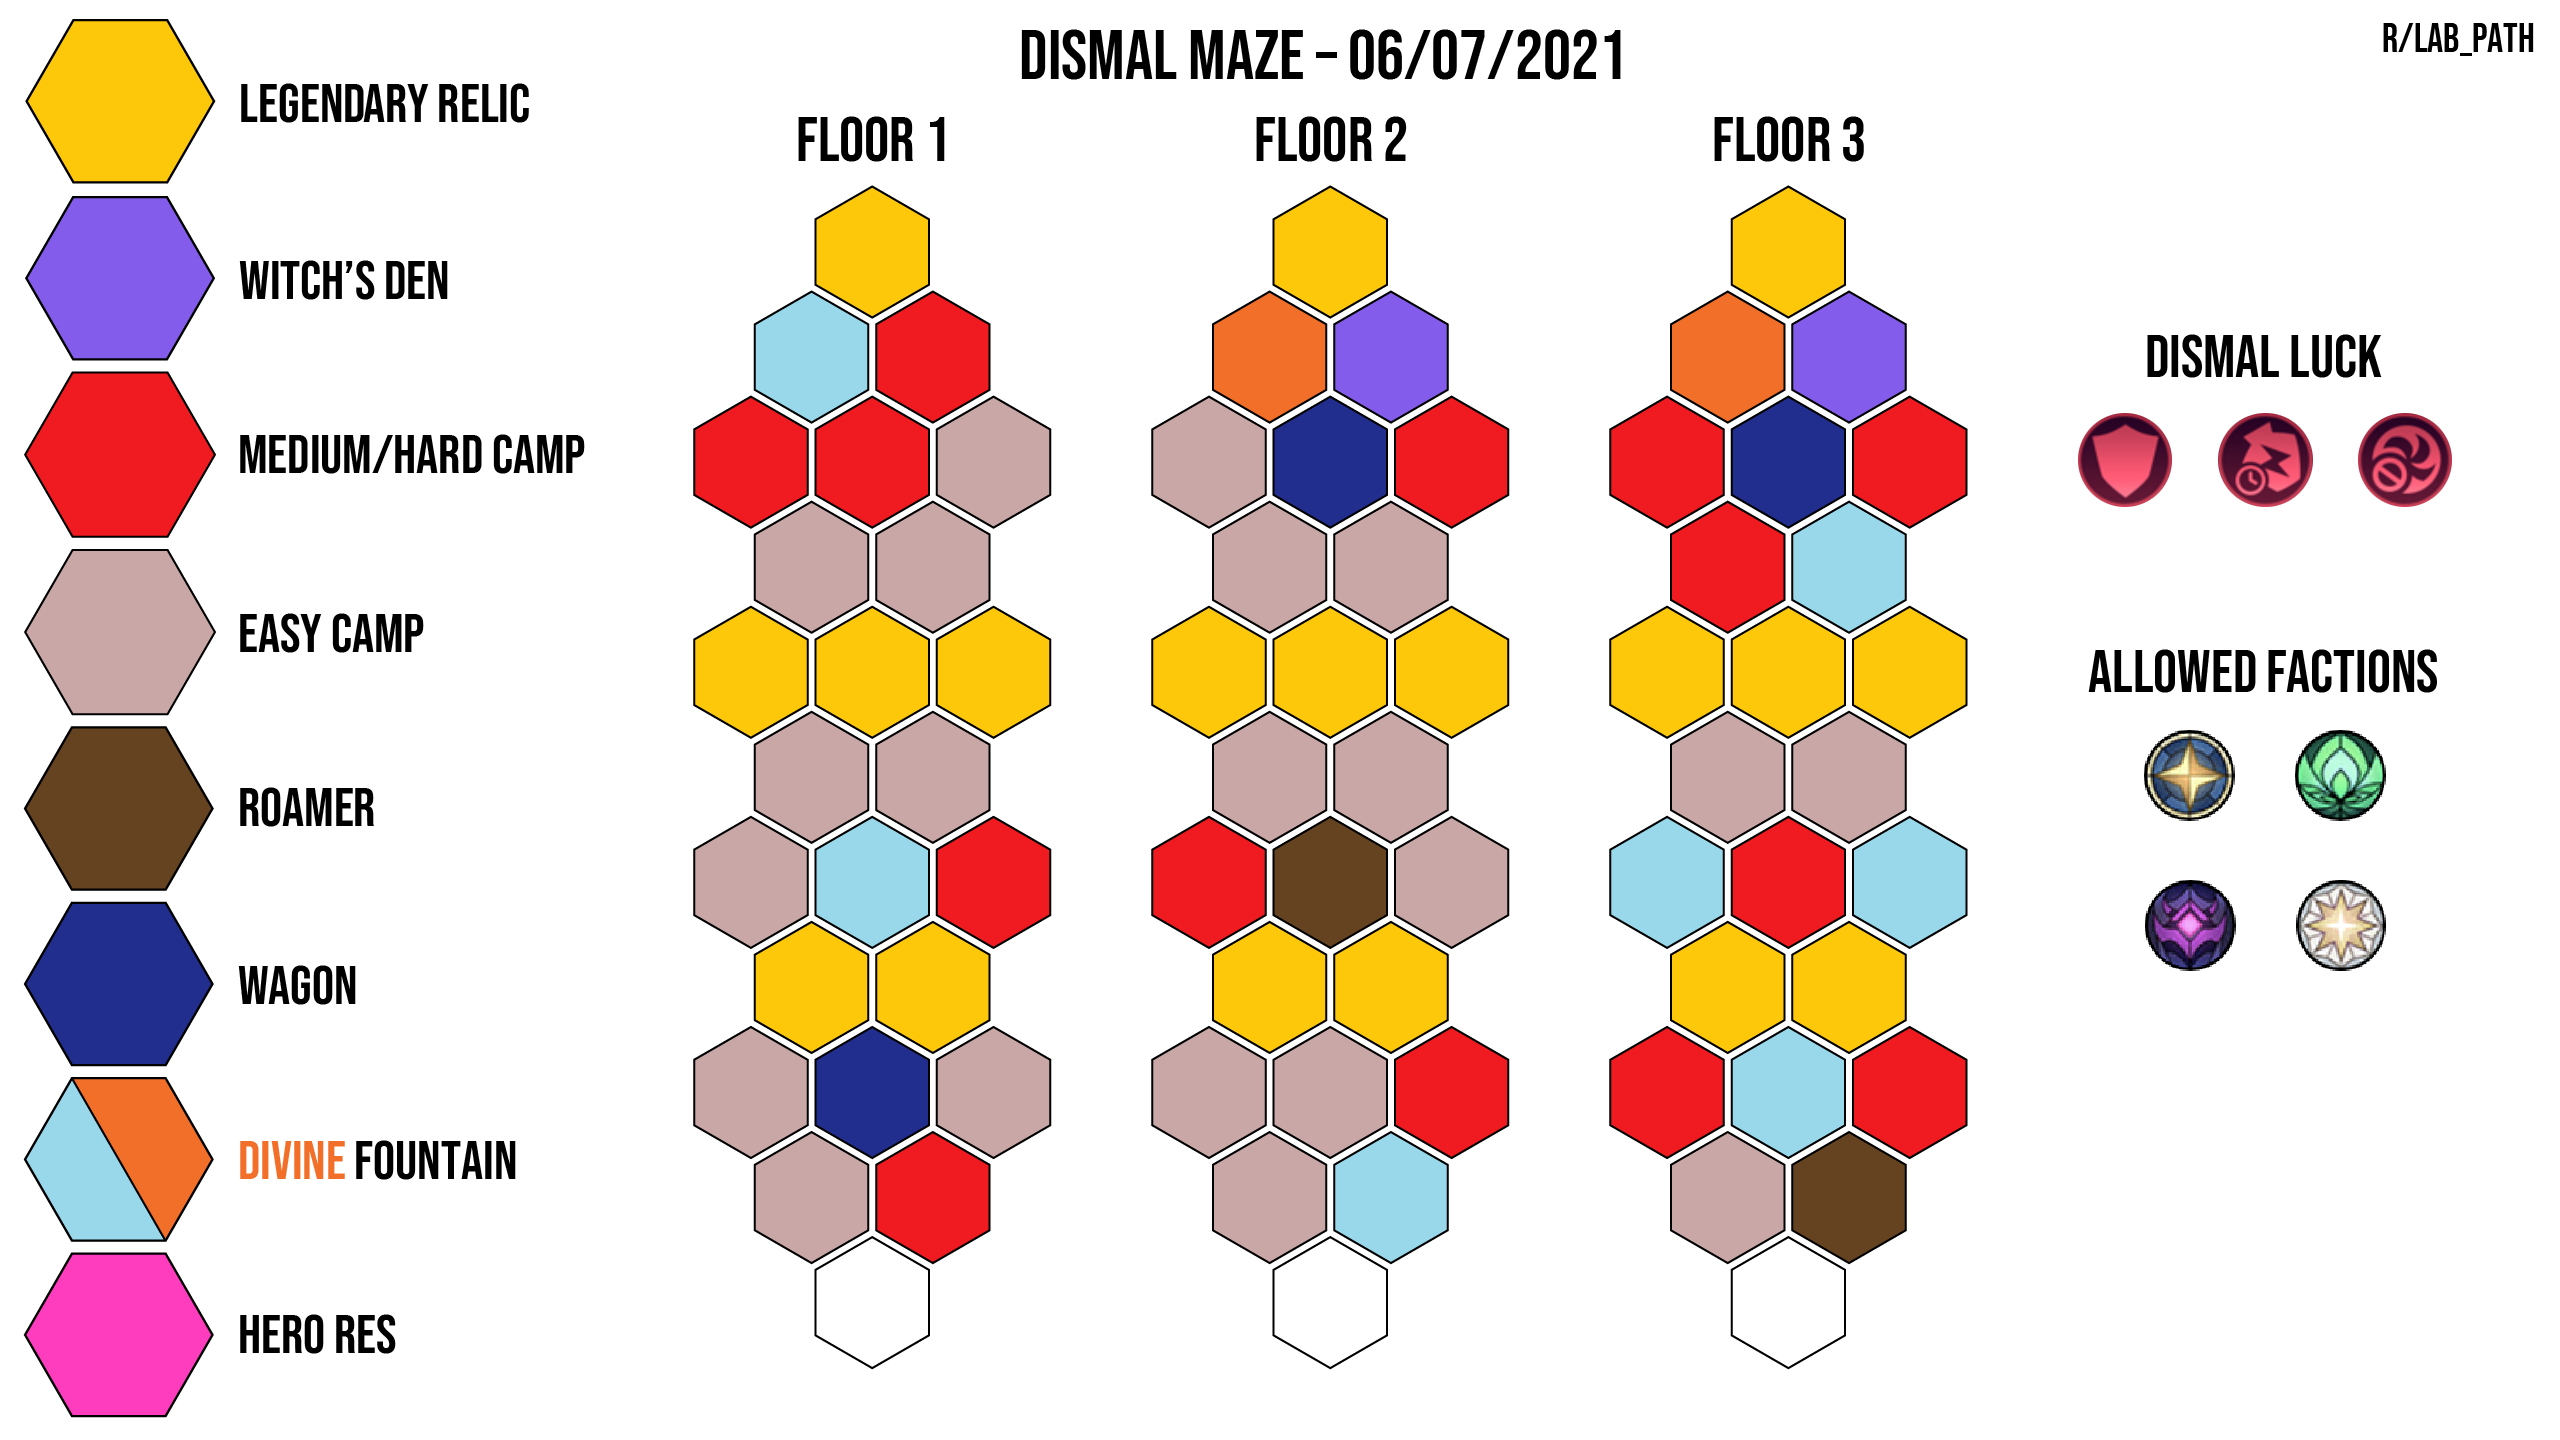 DISMAL MAZE – 06/07/2021
R/LAB_PATH
LEGENDARY RELIC
WITCH'S DEN
MEDIUM/HARD CAMP
EASY CAMP
ROAMER
WAGON
DIVINE FOUNTAIN
HERO RES
FLOOR 1
FLOOR 2
FLOOR 3
DISMAL LUCK
ALLOWED FACTIONS